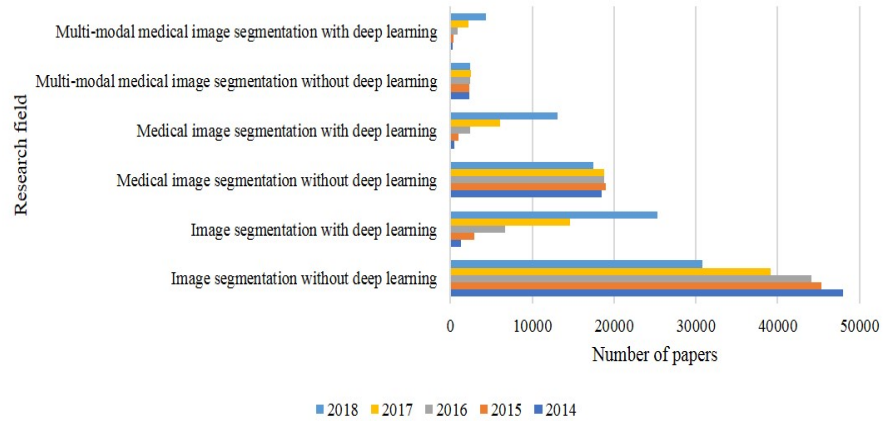 Research field
Multi-modal medical image segmentation with deep learning
Multi-modal medical image segmentation without deep learning
Medical image segmentation with deep learning
Medical image segmentation without deep learning
Image segmentation with deep learning
Image segmentation without deep learning
0 10000 20000 30000 40000 50000
Number of papers
2018 2017 2016 2015 2014